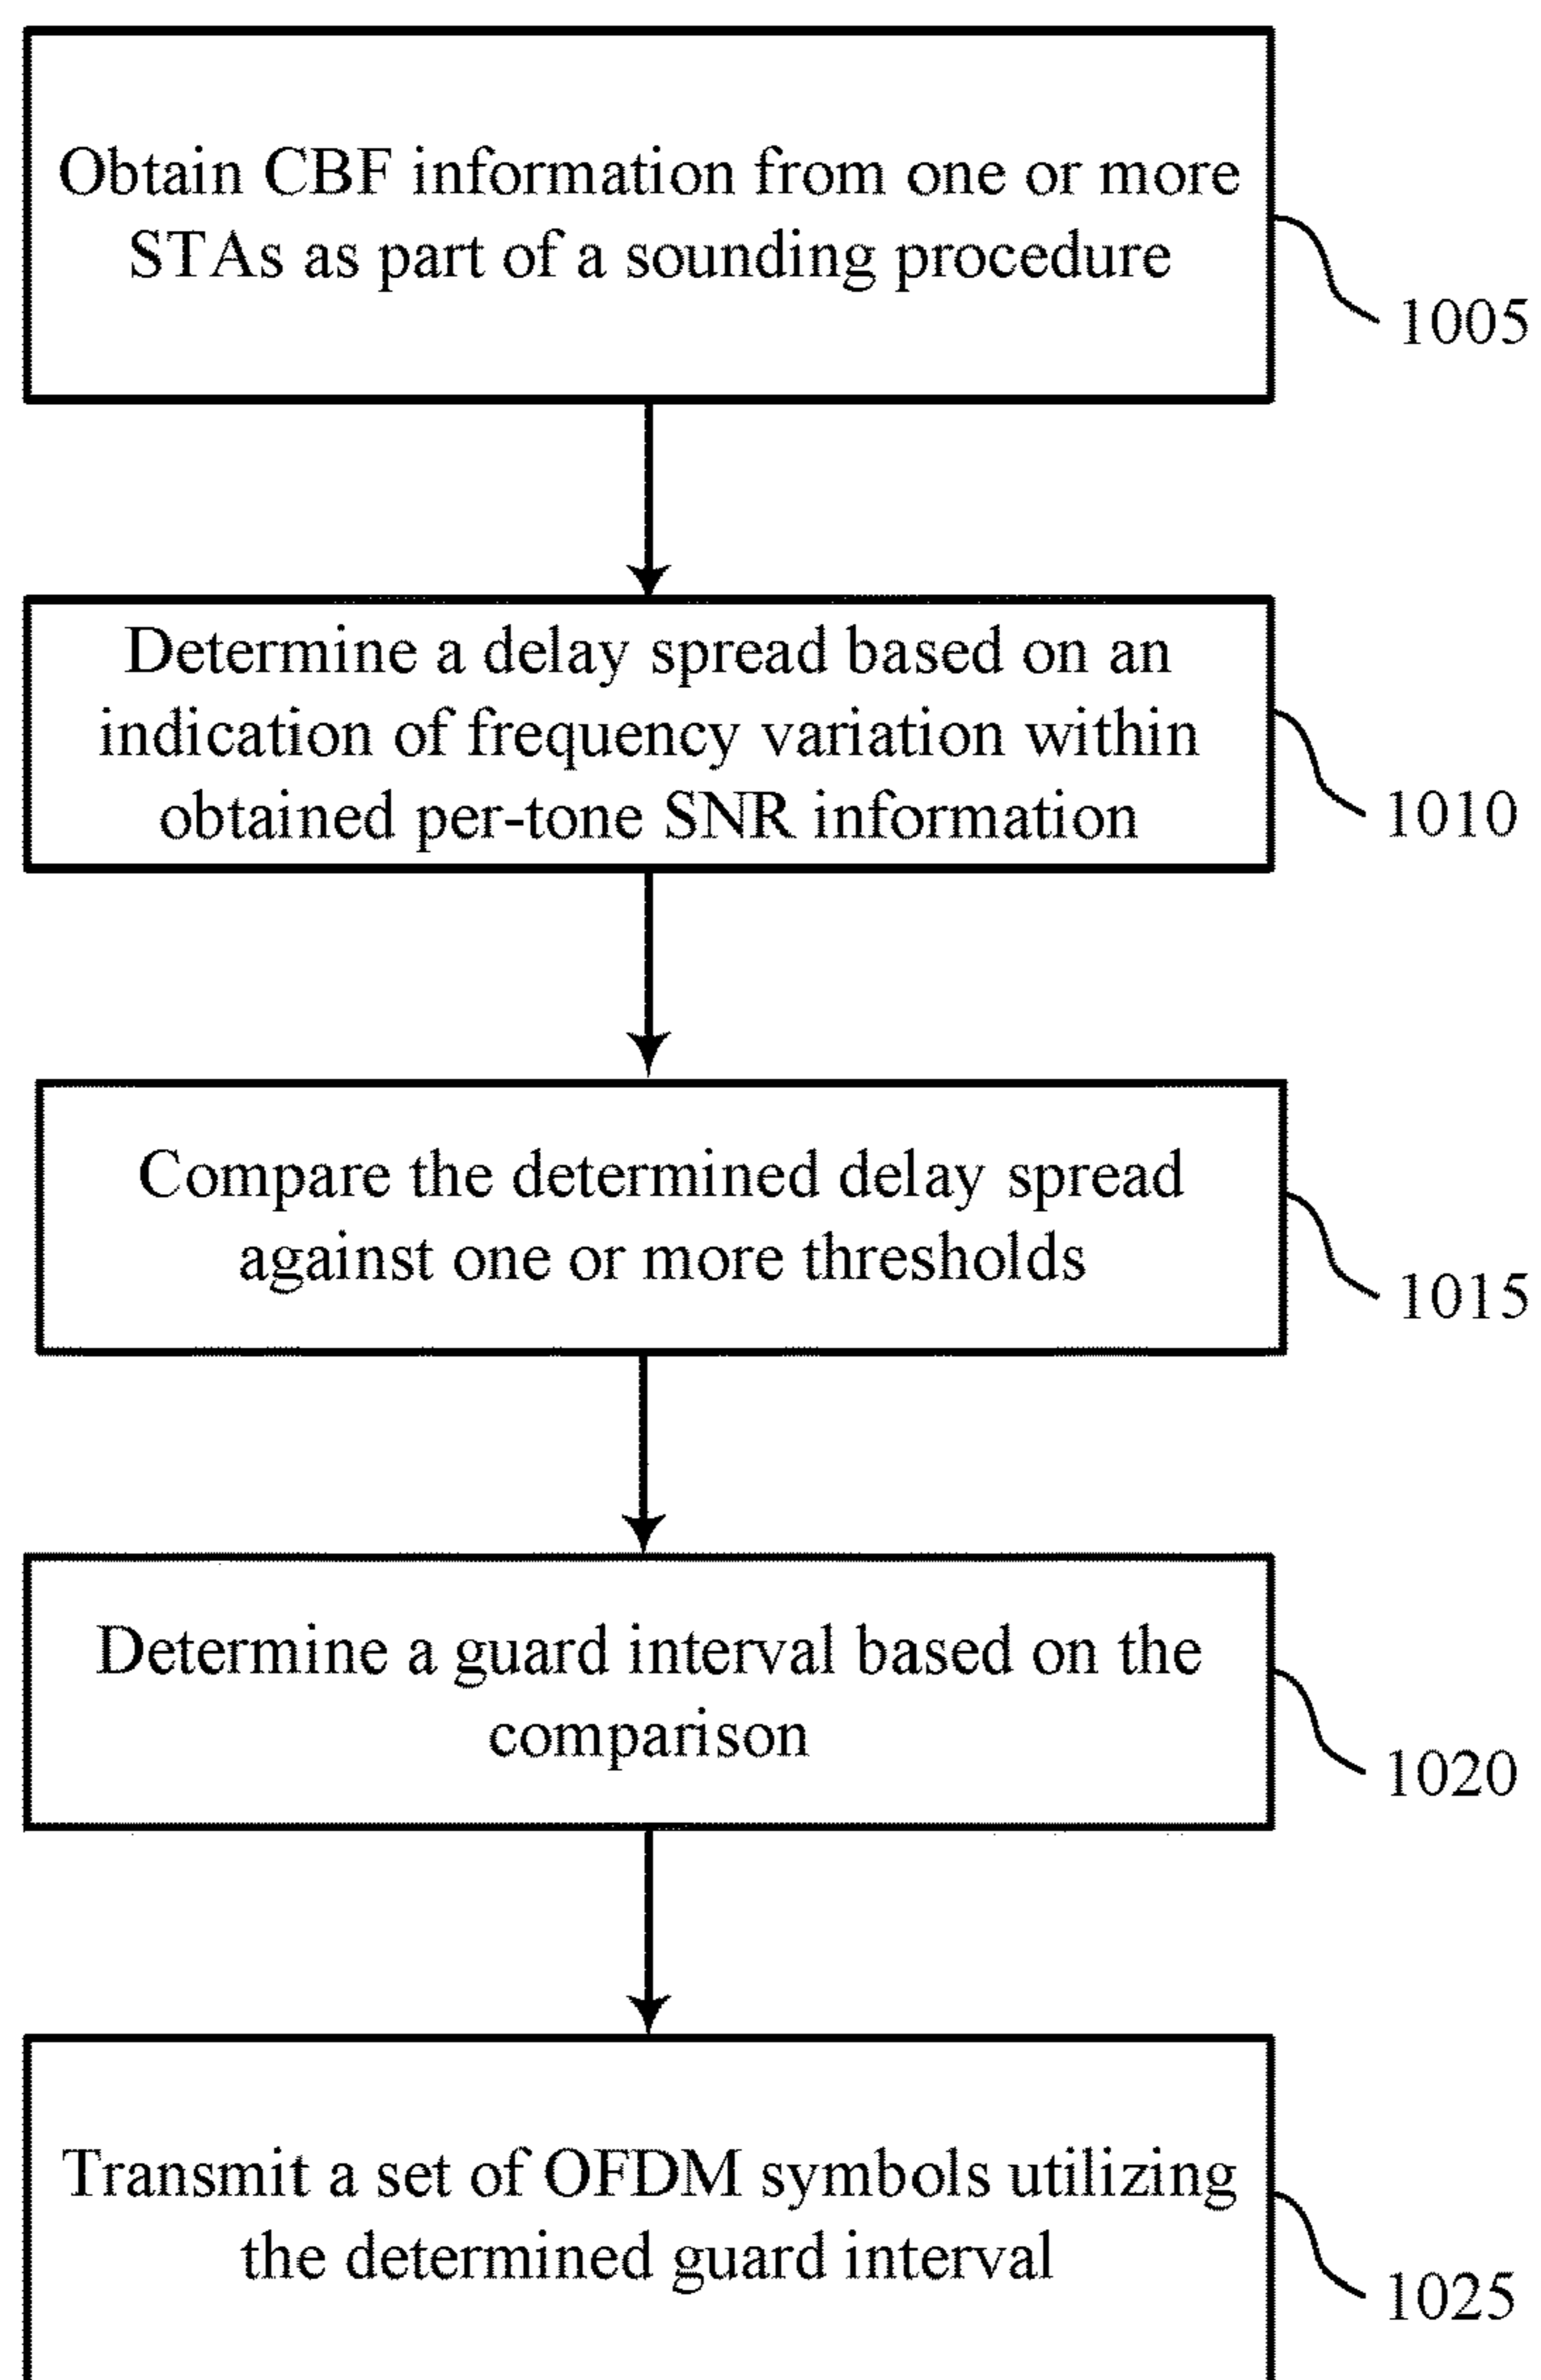 Obtain CBF information from one or more
STAs as part of a sounding procedure
1005
Determine a delay spread based on an
indication of frequency variation within
obtained per-tone SNR information
1010
Compare the determined delay spread
against one or more thresholds
1015
Determine a guard interval based on the
comparison
1020
Transmit a set of OFDM symbols utilizing
the determined guard interval
1025